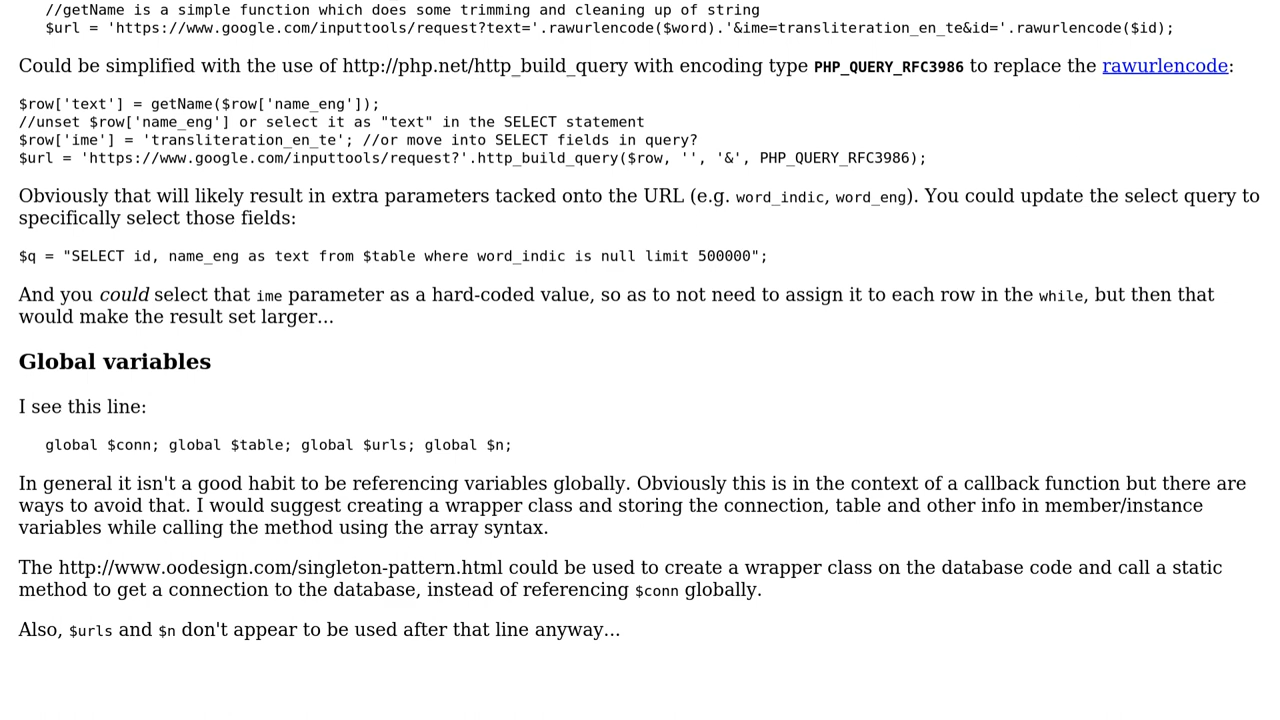 //getName is a simple function which does some trimming and cleaning up of string
$url = 'https://www.google.com/inputtools/request?text='.rawurlencode($word).'&ime=transliteration_en_te&id='.rawurlencode($id);
Could be simplified with the use of http://php.net/http_build_query with encoding type PHP_QUERY_RFC3986 to replace the rawurlencode:
$row['text'] = getName($row['name_eng']);
//unset $row['name_eng'] or select it as "text" in the SELECT statement
$row['ime'] = 'transliteration_en_te'; //or move into SELECT fields in query?
$url = 'https://www.google.com/inputtools/request?'.http_build_query($row, '', '&', PHP_QUERY_RFC3986);
Obviously that will likely result in extra parameters tacked onto the URL (e.g. word_indic, word_eng). You could update the select query to
specifically select those fields:
$q = "SELECT id, name_eng as text from $table where word_indic is null limit 500000";
And you could select that ime parameter as a hard-coded value, so as to not need to assign it to each row in the while, but then that
would make the result set larger...
Global variables
I see this line:
global $conn; global $table; global $urls; global $n;
In general it isn't a good habit to be referencing variables globally. Obviously this is in the context of a callback function but there are
ways to avoid that. I would suggest creating a wrapper class and storing the connection, table and other info in member/instance
variables while calling the method using the array syntax.
The http://www.oodesign.com/singleton-pattern.html could be used to create a wrapper class on the database code and call a static
method to get a connection to the database, instead of referencing $conn globally.
Also, $urls and $n don't appear to be used after that line anyway...